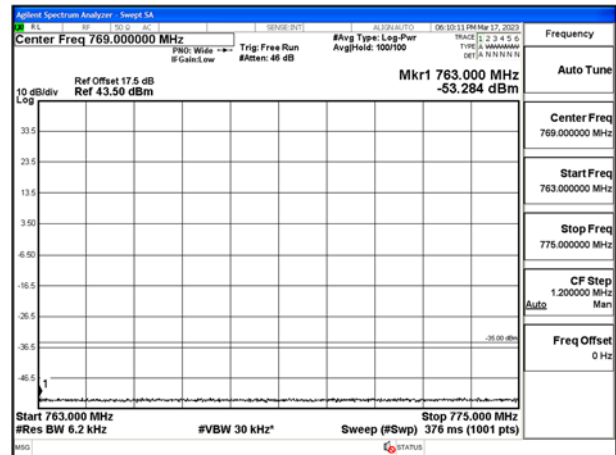 Agilent Spectrum Analyzer - Swept SA
RL RF 50 Ω AC SENSE:INT ALIGN AUTO 06:10:11 PM Mar 17, 2023
Center Freq 769.000000 MHz
PNO: Wide
IFGain:Low
Trig: Free Run
#Atten: 46 dB
#Avg Type: Log-Pwr
Avg|Hold: 100/100
TRACE 1 2 3 4 5 6
TYPE A WWWWW
DET A N N N N N
Ref Offset 17.5 dB
10 dB/div Ref 43.50 dBm
Log
Mkr1 763.000 MHz
-53.284 dBm
33.5
23.5
13.5
3.50
-6.50
-16.5
-26.5
-36.5
-46.5
-35.00 dBm
1
Start 763.000 MHz Stop 775.000 MHz
#Res BW 6.2 kHz #VBW 30 kHz* Sweep (#Swp) 376 ms (1001 pts)
MSG STATUS
Frequency
Auto Tune
Center Freq
769.000000 MHz
Start Freq
763.000000 MHz
Stop Freq
775.000000 MHz
CF Step
1.200000 MHz
Auto Man
Freq Offset
0 Hz